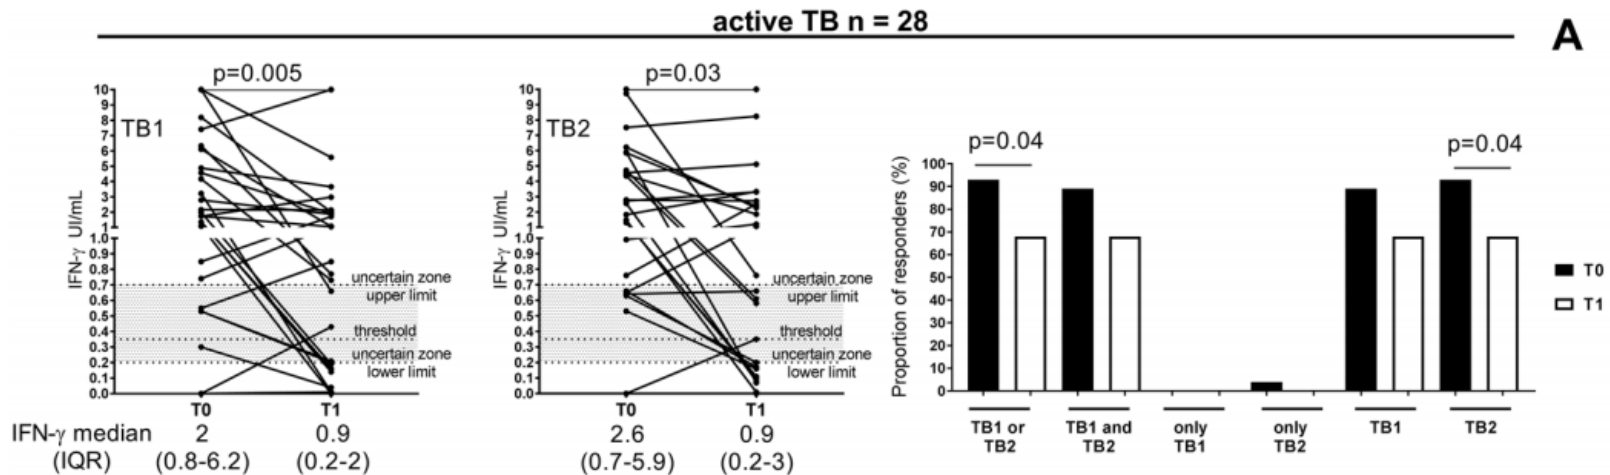 active TB n = 28
A
p=0.005
TB1
IFN-γ UI/mL
10
9
8
7
6
5
4
3
2
1
1.0
0.9
0.8
0.7
0.6
0.5
0.4
0.3
0.2
0.1
0.0
uncertain zone
upper limit
threshold
uncertain zone
lower limit
T0 T1
IFN-γ median 2 0.9
(IQR) (0.8-6.2) (0.2-2)
p=0.03
TB2
IFN-γ UI/mL
10
9
8
7
6
5
4
3
2
1
1.0
0.9
0.8
0.7
0.6
0.5
0.4
0.3
0.2
0.1
0.0
uncertain zone
upper limit
threshold
uncertain zone
lower limit
T0 T1
2.6 0.9
(0.7-5.9) (0.2-3)
p=0.04
p=0.04
Proportion of responders (%)
100
90
80
70
60
50
40
30
20
10
0
TB1 or
TB2
TB1 and
TB2
only
TB1
only
TB2
TB1
TB2
T0
T1